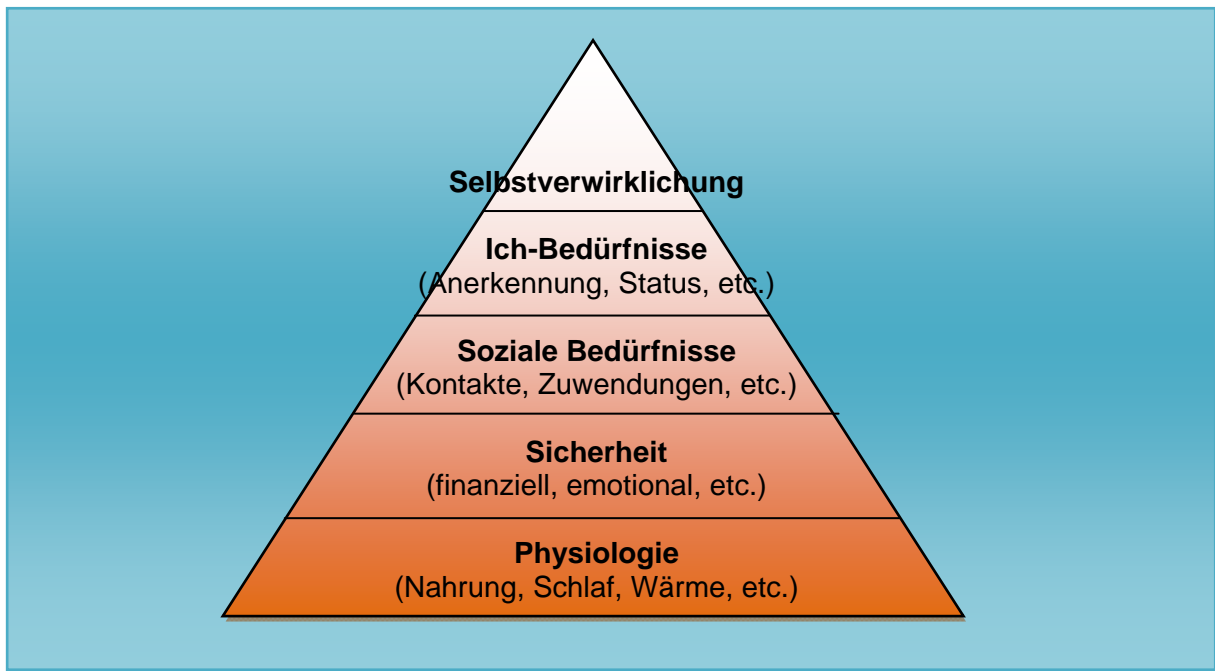 Selbstverwirklichung
Ich-Bedürfnisse
(Anerkennung, Status, etc.)
Soziale Bedürfnisse
(Kontakte, Zuwendungen, etc.)
Sicherheit
(finanziell, emotional, etc.)
Physiologie
(Nahrung, Schlaf, Wärme, etc.)